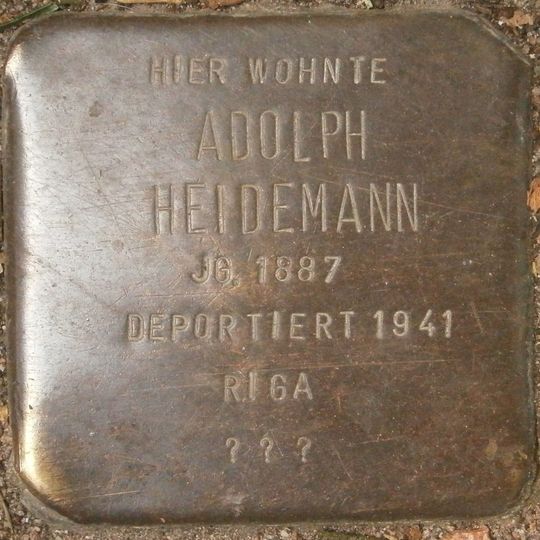 HIER WOHNTE
ADOLPH
HEIDEMANN
JG. 1887
DEPORTIERT 1941
RIGA
? ? ?